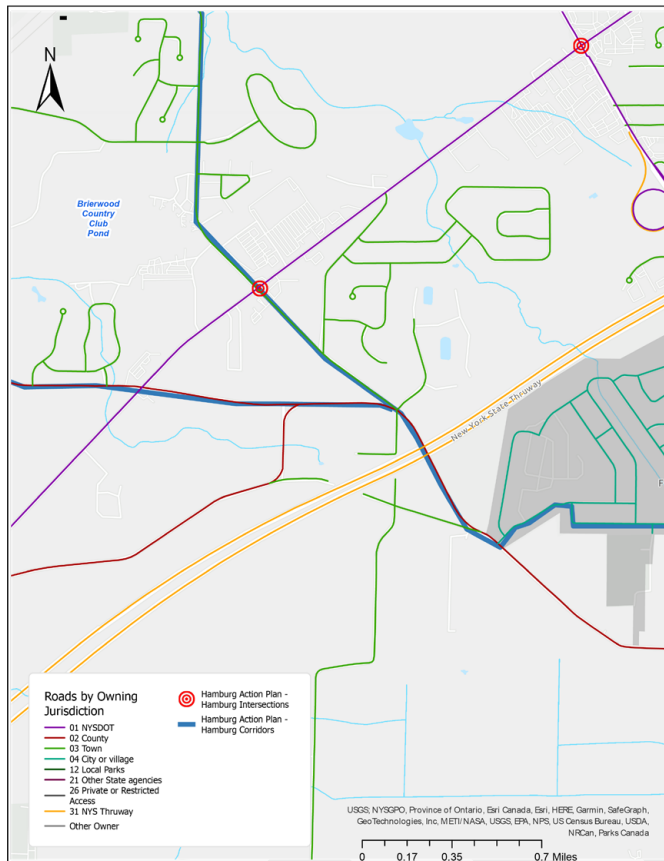 N
Brierwood
Country
Club
Pond
New York State Thruway
F
Roads by Owning
Jurisdiction
01 NYSDOT
02 County
03 Town
04 City or village
12 Local Parks
21 Other State agencies
26 Private or Restricted
Access
31 NYS Thruway
Other Owner
Hamburg Action Plan -
Hamburg Intersections
Hamburg Action Plan -
Hamburg Corridors
USGS, NYSGPO, Province of Ontario, Esri Canada, Esri, HERE, Garmin, SafeGraph,
GeoTechnologies, Inc, METI/ NASA, USGS, EPA, NPS, US Census Bureau, USDA,
NRCan, Parks Canada
0 0.17 0.35 0.7 Miles